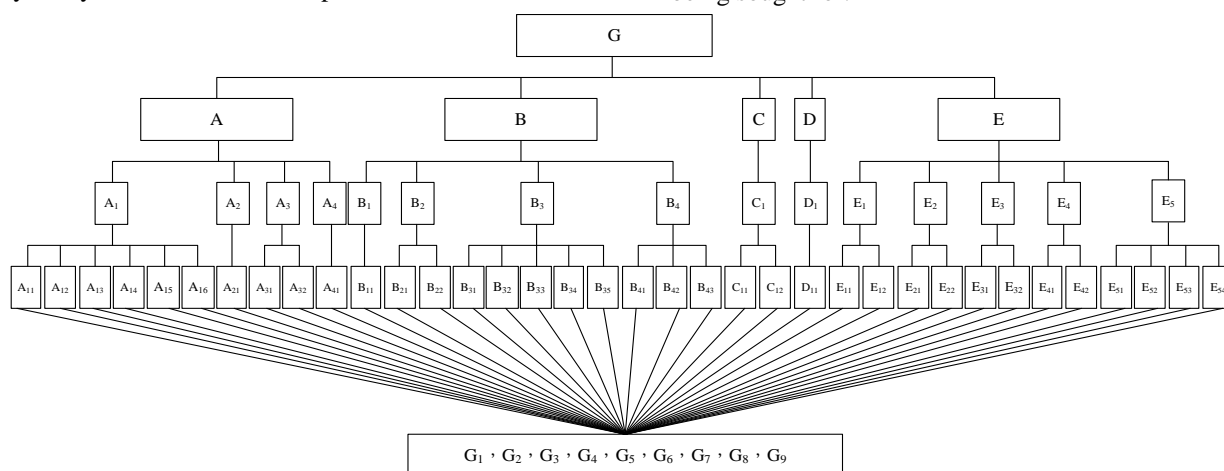 G
A B C D E
A₁ A₂ A₃ A₄ B₁ B₂ B₃ B₄ C₁ D₁ E₁ E₂ E₃ E₄ E₅
A₁₁ A₁₂ A₁₃ A₁₄ A₁₅ A₁₆ A₂₁ A₃₁ A₃₂ A₄₁ B₁₁ B₂₁ B₂₂ B₃₁ B₃₂ B₃₃ B₃₄ B₃₅ B₄₁ B₄₂ B₄₃ C₁₁ C₁₂ D₁₁ E₁₁ E₁₂ E₂₁ E₂₂ E₃₁ E₃₂ E₄₁ E₄₂ E₅₁ E₅₂ E₅₃ E₅₄
G₁，G₂，G₃，G₄，G₅，G₆，G₇，G₈，G₉